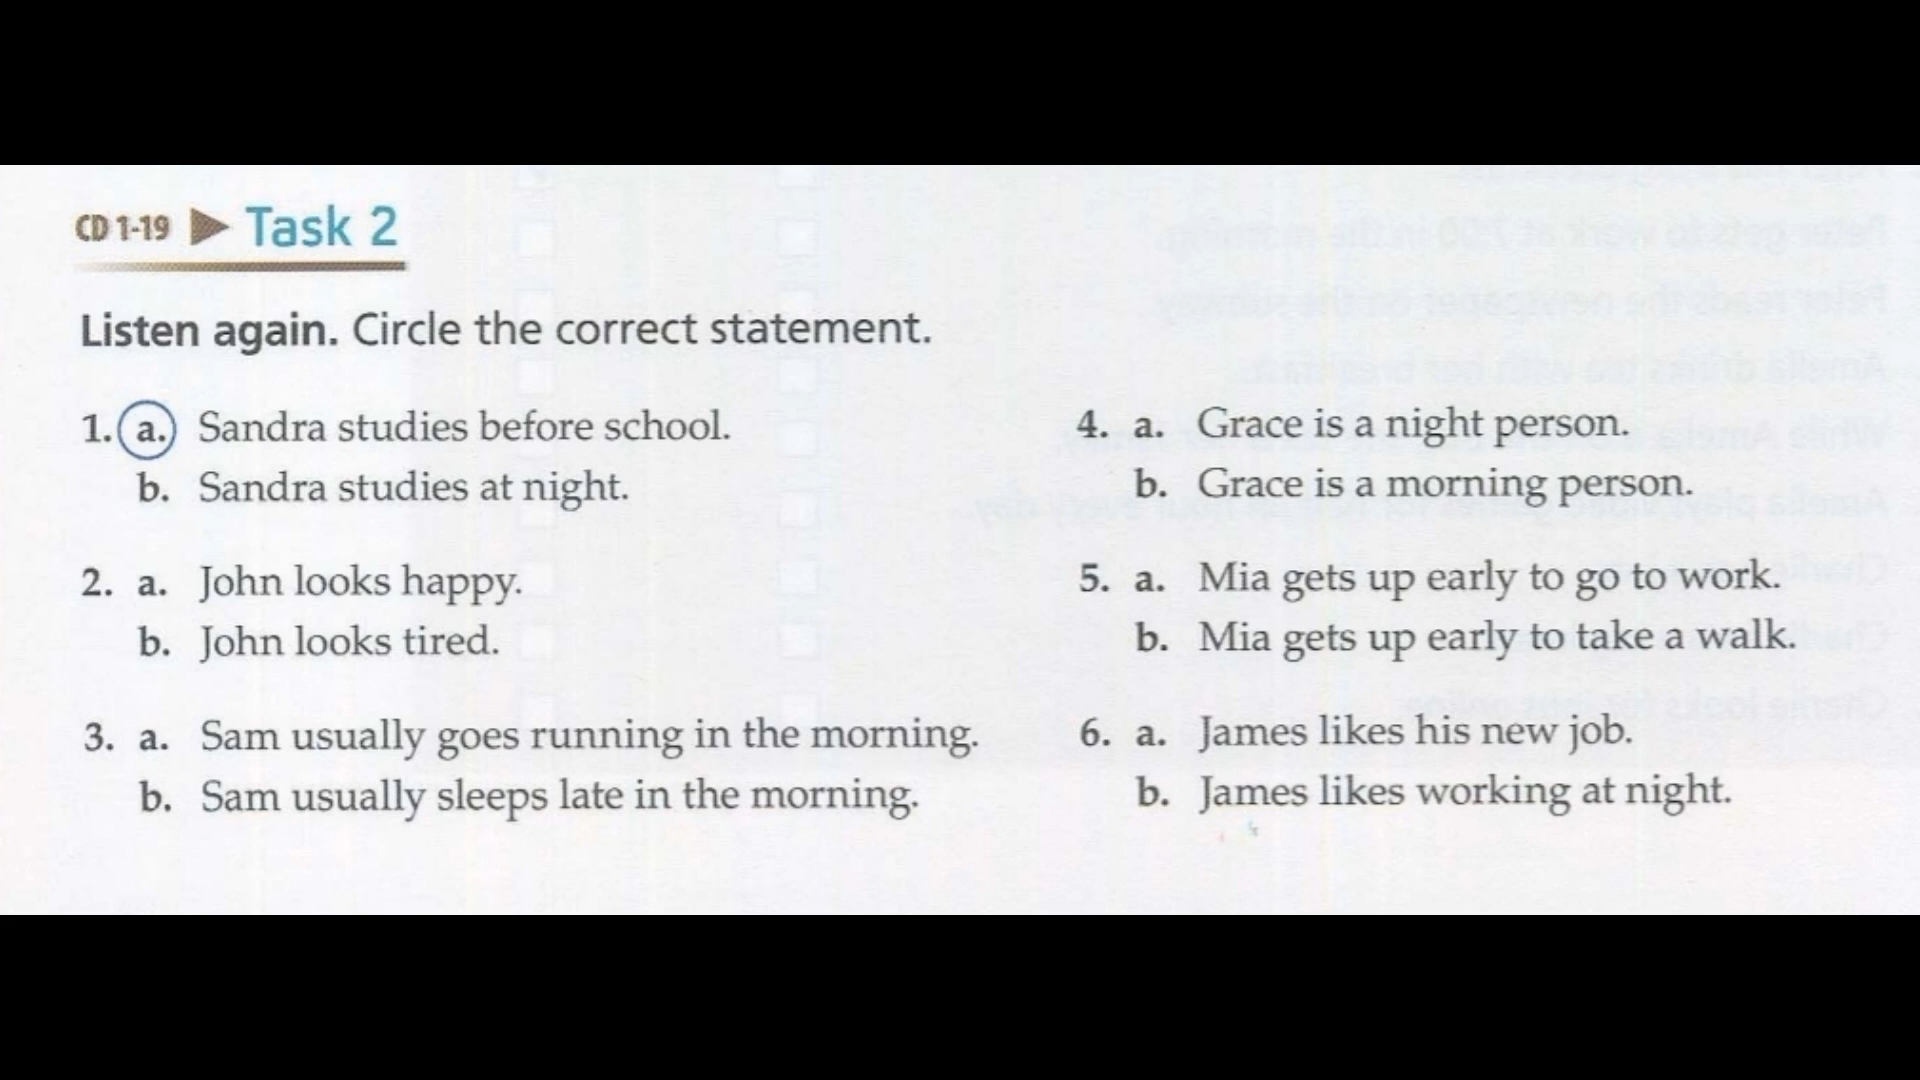 CD 1-19 ▶ Task 2
Listen again. Circle the correct statement.
1. a. Sandra studies before school.
b. Sandra studies at night.
2. a. John looks happy.
b. John looks tired.
3. a. Sam usually goes running in the morning.
b. Sam usually sleeps late in the morning.
4. a. Grace is a night person.
b. Grace is a morning person.
5. a. Mia gets up early to go to work.
b. Mia gets up early to take a walk.
6. a. James likes his new job.
b. James likes working at night.